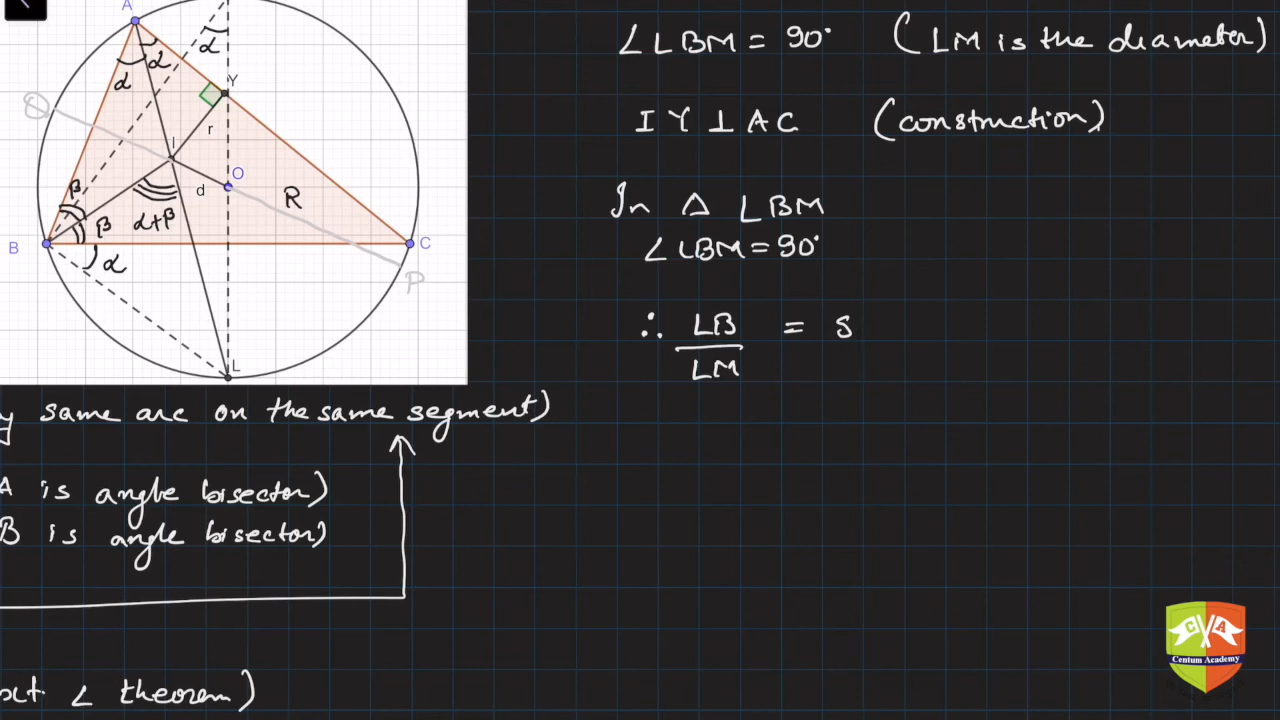 A
α
α
α
Y
Q
r
I
O
d
R
β
β
α+β
B
C
α
P
L
∠LBM = 90° (LM is the diameter)
IY ⊥ AC (construction)
In Δ LBM
∠LBM = 90°
∴ LB/LM = s
y same arc on the same segment)
A is angle bisector)
B is angle bisector)
∠ theorem)
C A
Centum Academy